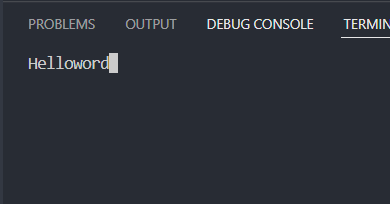 PROBLEMS OUTPUT DEBUG CONSOLE TERMIN
Helloword